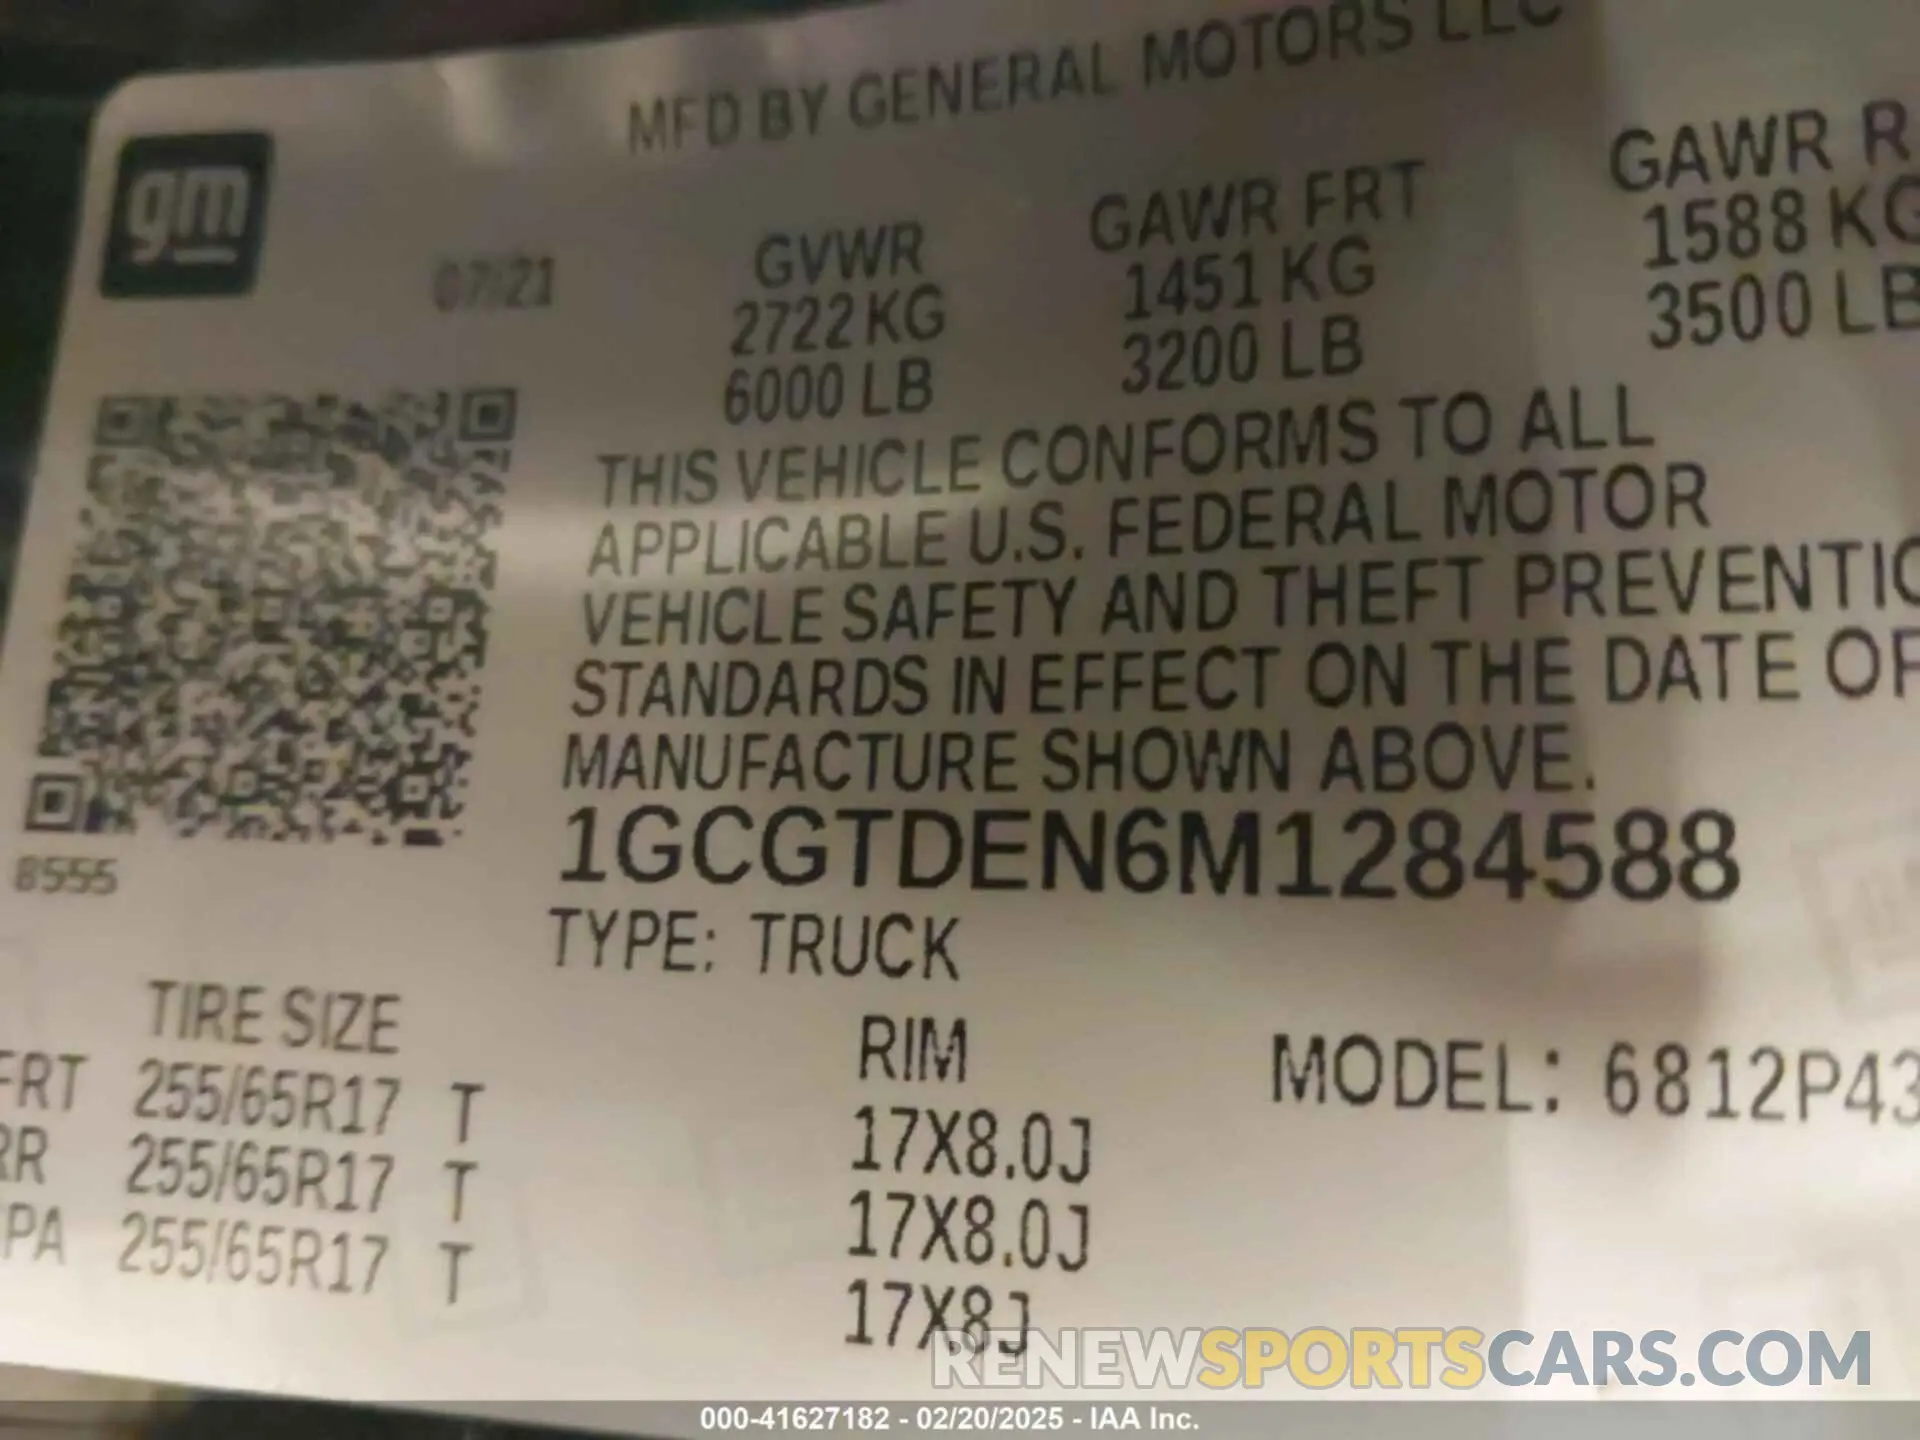 MFD BY GENERAL MOTORS LLC
gm
07/21
GVWR
2722 KG
6000 LB
GAWR FRT
1451 KG
3200 LB
GAWR R
1588 KG
3500 LB
THIS VEHICLE CONFORMS TO ALL
APPLICABLE U.S. FEDERAL MOTOR
VEHICLE SAFETY AND THEFT PREVENTIO
STANDARDS IN EFFECT ON THE DATE OF
MANUFACTURE SHOWN ABOVE.
8555
1GCGTDEN6M1284588
TYPE: TRUCK
TIRE SIZE
RIM
MODEL: 6812P43
FRT 255/65R17 T 17X8.0J
RR 255/65R17 T 17X8.0J
PA 255/65R17 T 17X8J
RENEWSPORTSCARS.COM
000-41627182 - 02/20/2025 - IAA Inc.